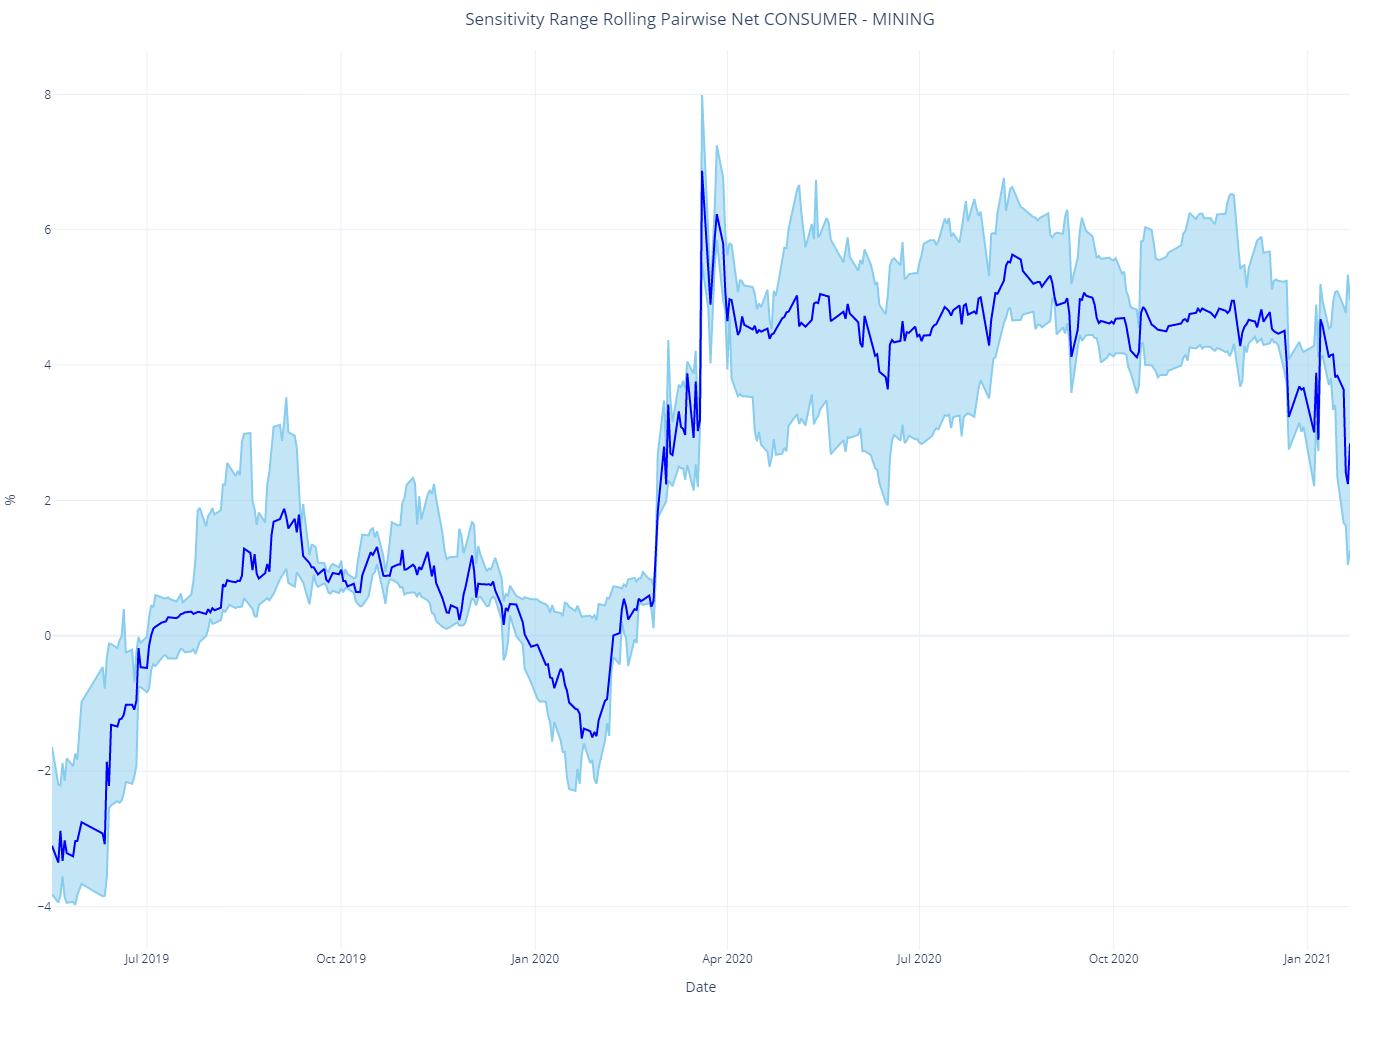 Sensitivity Range Rolling Pairwise Net CONSUMER - MINING
8
6
4
2
0
−2
−4
%
Jul 2019
Oct 2019
Jan 2020
Apr 2020
Jul 2020
Oct 2020
Jan 2021
Date